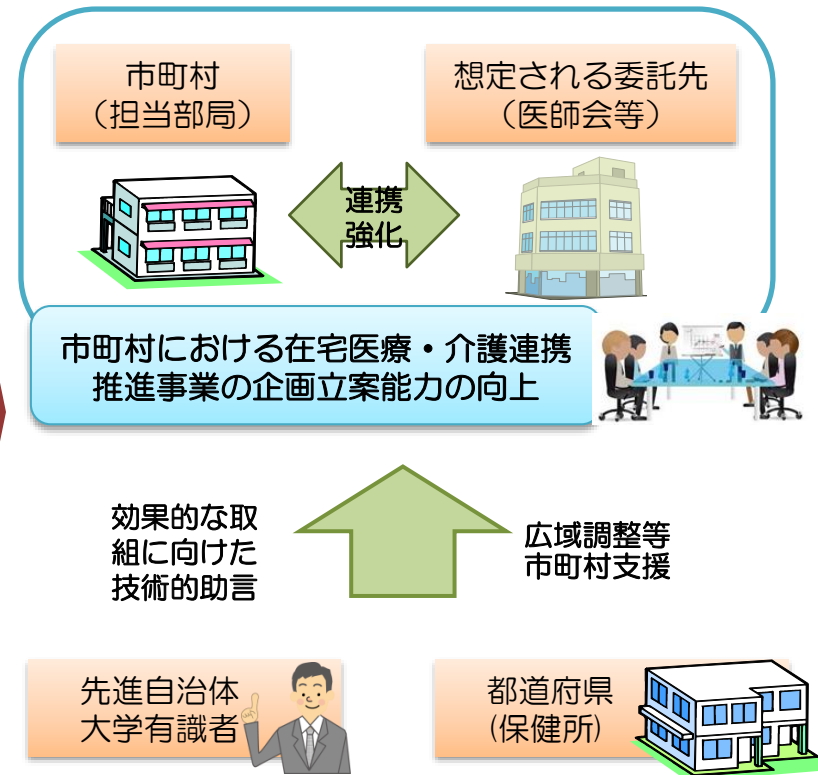 市町村
（担当部局）
想定される委託先
（医師会等）
連携
強化
市町村における在宅医療・介護連携
推進事業の企画立案能力の向上
効果的な取
組に向けた
技術的助言
広域調整等
市町村支援
先進自治体
大学有識者
都道府県
(保健所)